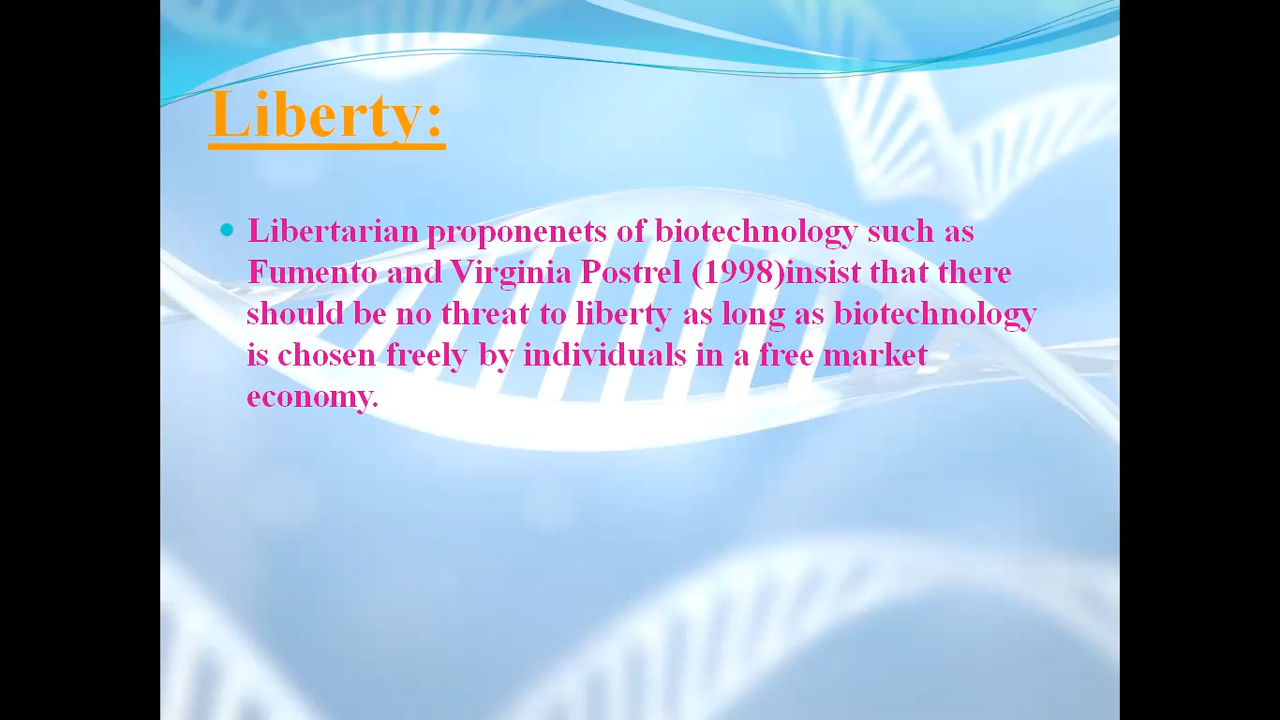 Liberty:
• Libertarian proponenets of biotechnology such as
Fumento and Virginia Postrel (1998)insist that there
should be no threat to liberty as long as biotechnology
is chosen freely by individuals in a free market
economy.